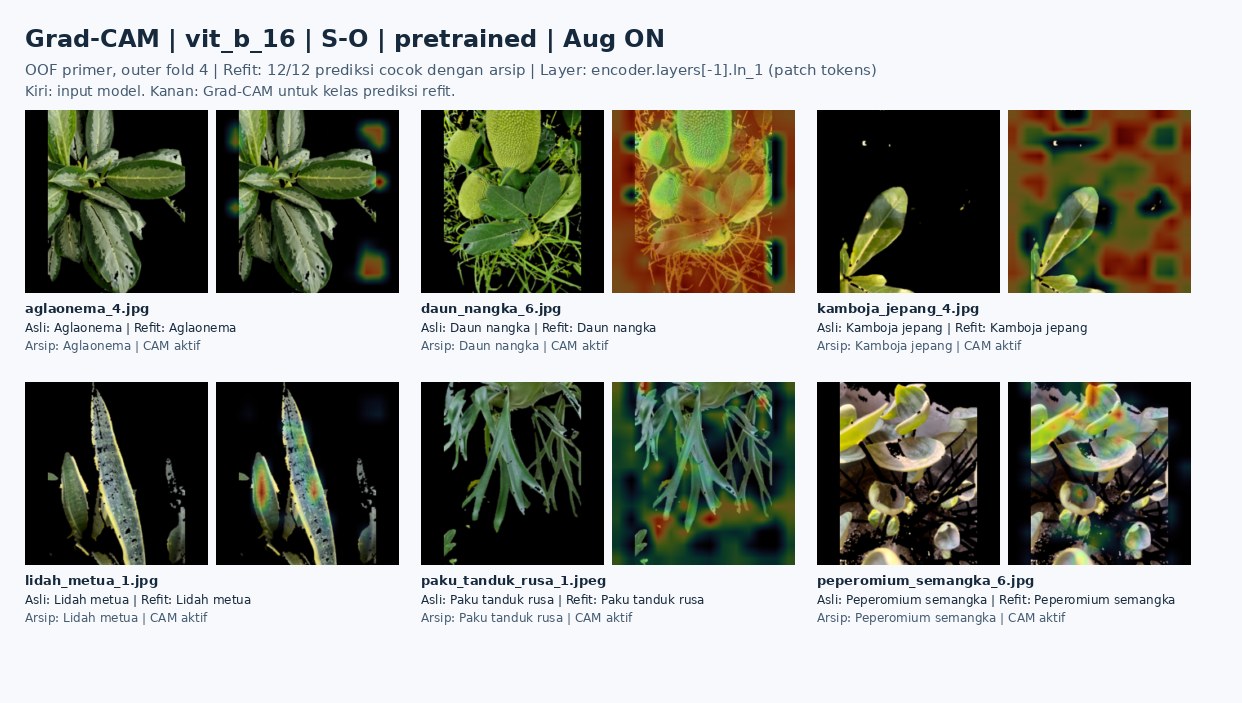 Grad-CAM | vit_b_16 | S-O | pretrained | Aug ON
OOF primer, outer fold 4 | Refit: 12/12 prediksi cocok dengan arsip | Layer: encoder.layers[-1].ln_1 (patch tokens)
Kiri: input model. Kanan: Grad-CAM untuk kelas prediksi refit.
aglaonema_4.jpg
Asli: Aglaonema | Refit: Aglaonema
Arsip: Aglaonema | CAM aktif
daun_nangka_6.jpg
Asli: Daun nangka | Refit: Daun nangka
Arsip: Daun nangka | CAM aktif
kamboja_jepang_4.jpg
Asli: Kamboja jepang | Refit: Kamboja jepang
Arsip: Kamboja jepang | CAM aktif
lidah_metua_1.jpg
Asli: Lidah metua | Refit: Lidah metua
Arsip: Lidah metua | CAM aktif
paku_tanduk_rusa_1.jpeg
Asli: Paku tanduk rusa | Refit: Paku tanduk rusa
Arsip: Paku tanduk rusa | CAM aktif
peperomium_semangka_6.jpg
Asli: Peperomium semangka | Refit: Peperomium semangka
Arsip: Peperomium semangka | CAM aktif